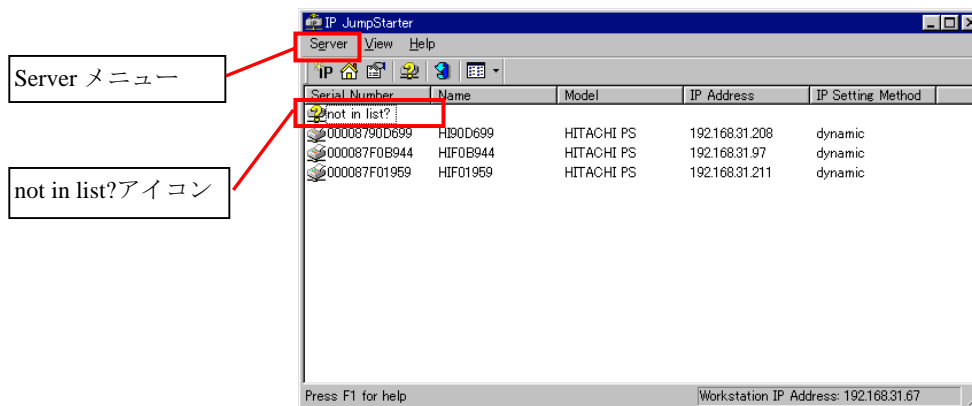 IP JumpStarter
Server View Help
Server メニュー
IP
Serial Number Name Model IP Address IP Setting Method
not in list?
00008790D699 HI90D699 HITACHI PS 192.168.31.208 dynamic
000087F0B944 HIF0B944 HITACHI PS 192.168.31.97 dynamic
000087F01959 HIF01959 HITACHI PS 192.168.31.211 dynamic
not in list?アイコン
Press F1 for help Workstation IP Address: 192.168.31.67